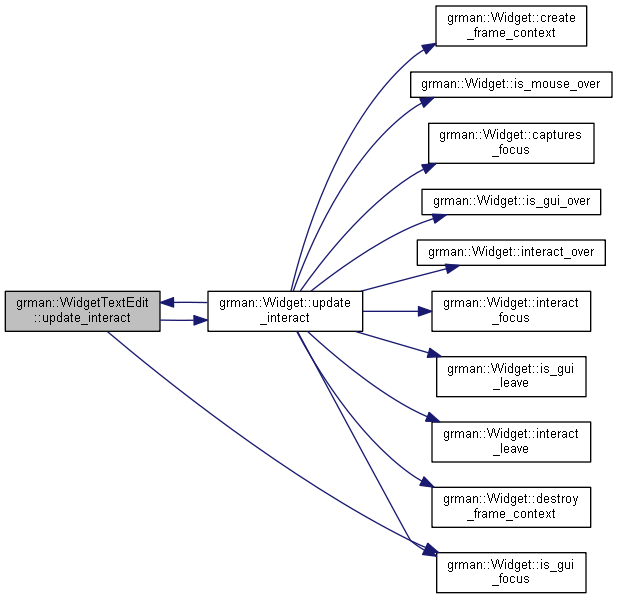 grman::Widget::create
_frame_context
grman::Widget::is_mouse_over
grman::Widget::captures
_focus
grman::Widget::is_gui_over
grman::Widget::interact_over
grman::WidgetTextEdit
::update_interact
grman::Widget::update
_interact
grman::Widget::interact
_focus
grman::Widget::is_gui
_leave
grman::Widget::interact
_leave
grman::Widget::destroy
_frame_context
grman::Widget::is_gui
_focus